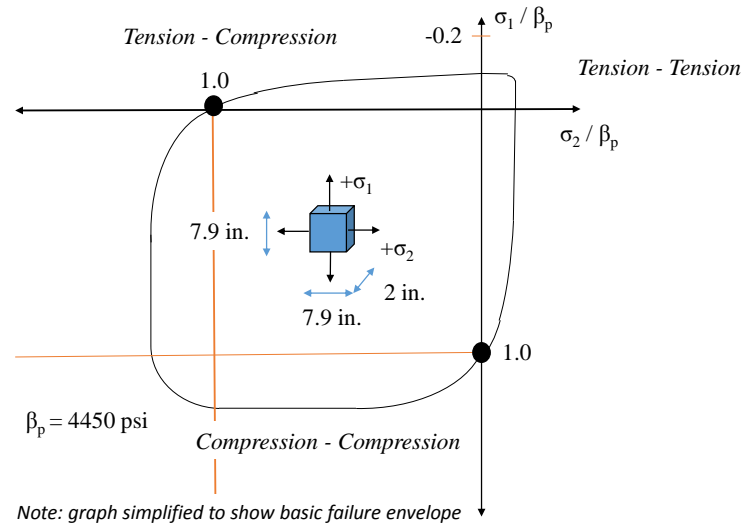 σ₁ / βₚ
Tension - Compression
-0.2
Tension - Tension
1.0
σ₂ / βₚ
+σ₁
7.9 in.
+σ₂
2 in.
7.9 in.
1.0
βₚ = 4450 psi
Compression - Compression
Note: graph simplified to show basic failure envelope